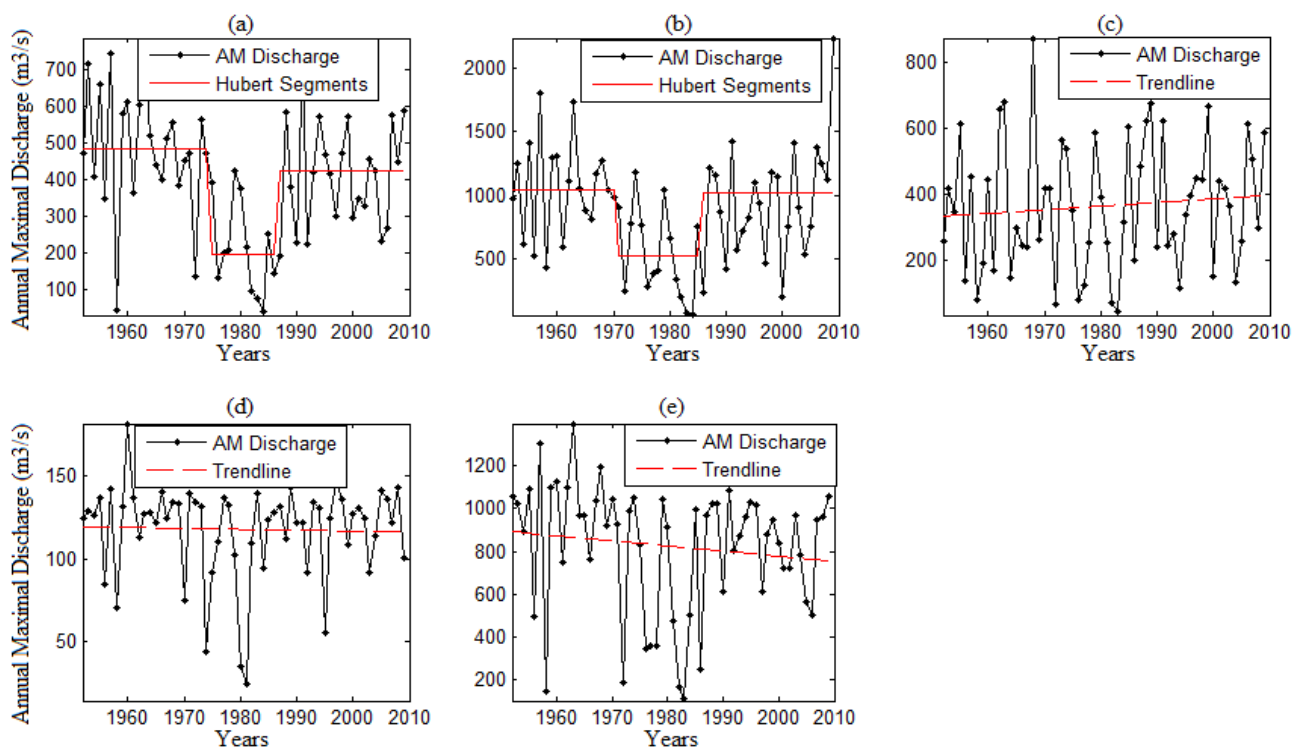 (a)
AM Discharge
Hubert Segments
Annual Maximal Discharge (m3/s)
700
600
500
400
300
200
100
1960 1970 1980 1990 2000 2010
Years
(b)
AM Discharge
Hubert Segments
2000
1500
1000
500
1960 1970 1980 1990 2000 2010
Years
(c)
AM Discharge
Trendline
800
600
400
200
1960 1970 1980 1990 2000 2010
Years
(d)
AM Discharge
Trendline
Annual Maximal Discharge (m3/s)
150
100
50
1960 1970 1980 1990 2000 2010
Years
(e)
AM Discharge
Trendline
1200
1000
800
600
400
200
1960 1970 1980 1990 2000 2010
Years